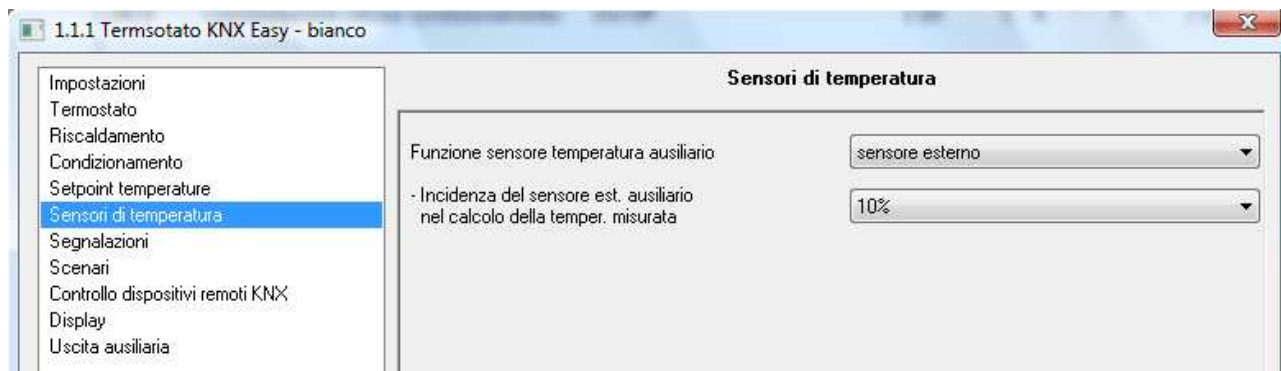 1.1.1 Termsotato KNX Easy - bianco
Impostazioni
Termostato
Riscaldamento
Condizionamento
Setpoint temperature
Sensori di temperatura
Segnalazioni
Scenari
Controllo dispositivi remoti KNX
Display
Uscita ausiliaria
Sensori di temperatura
Funzione sensore temperatura ausiliario
sensore esterno
- Incidenza del sensore est. ausiliario
nel calcolo della temper. misurata
10%